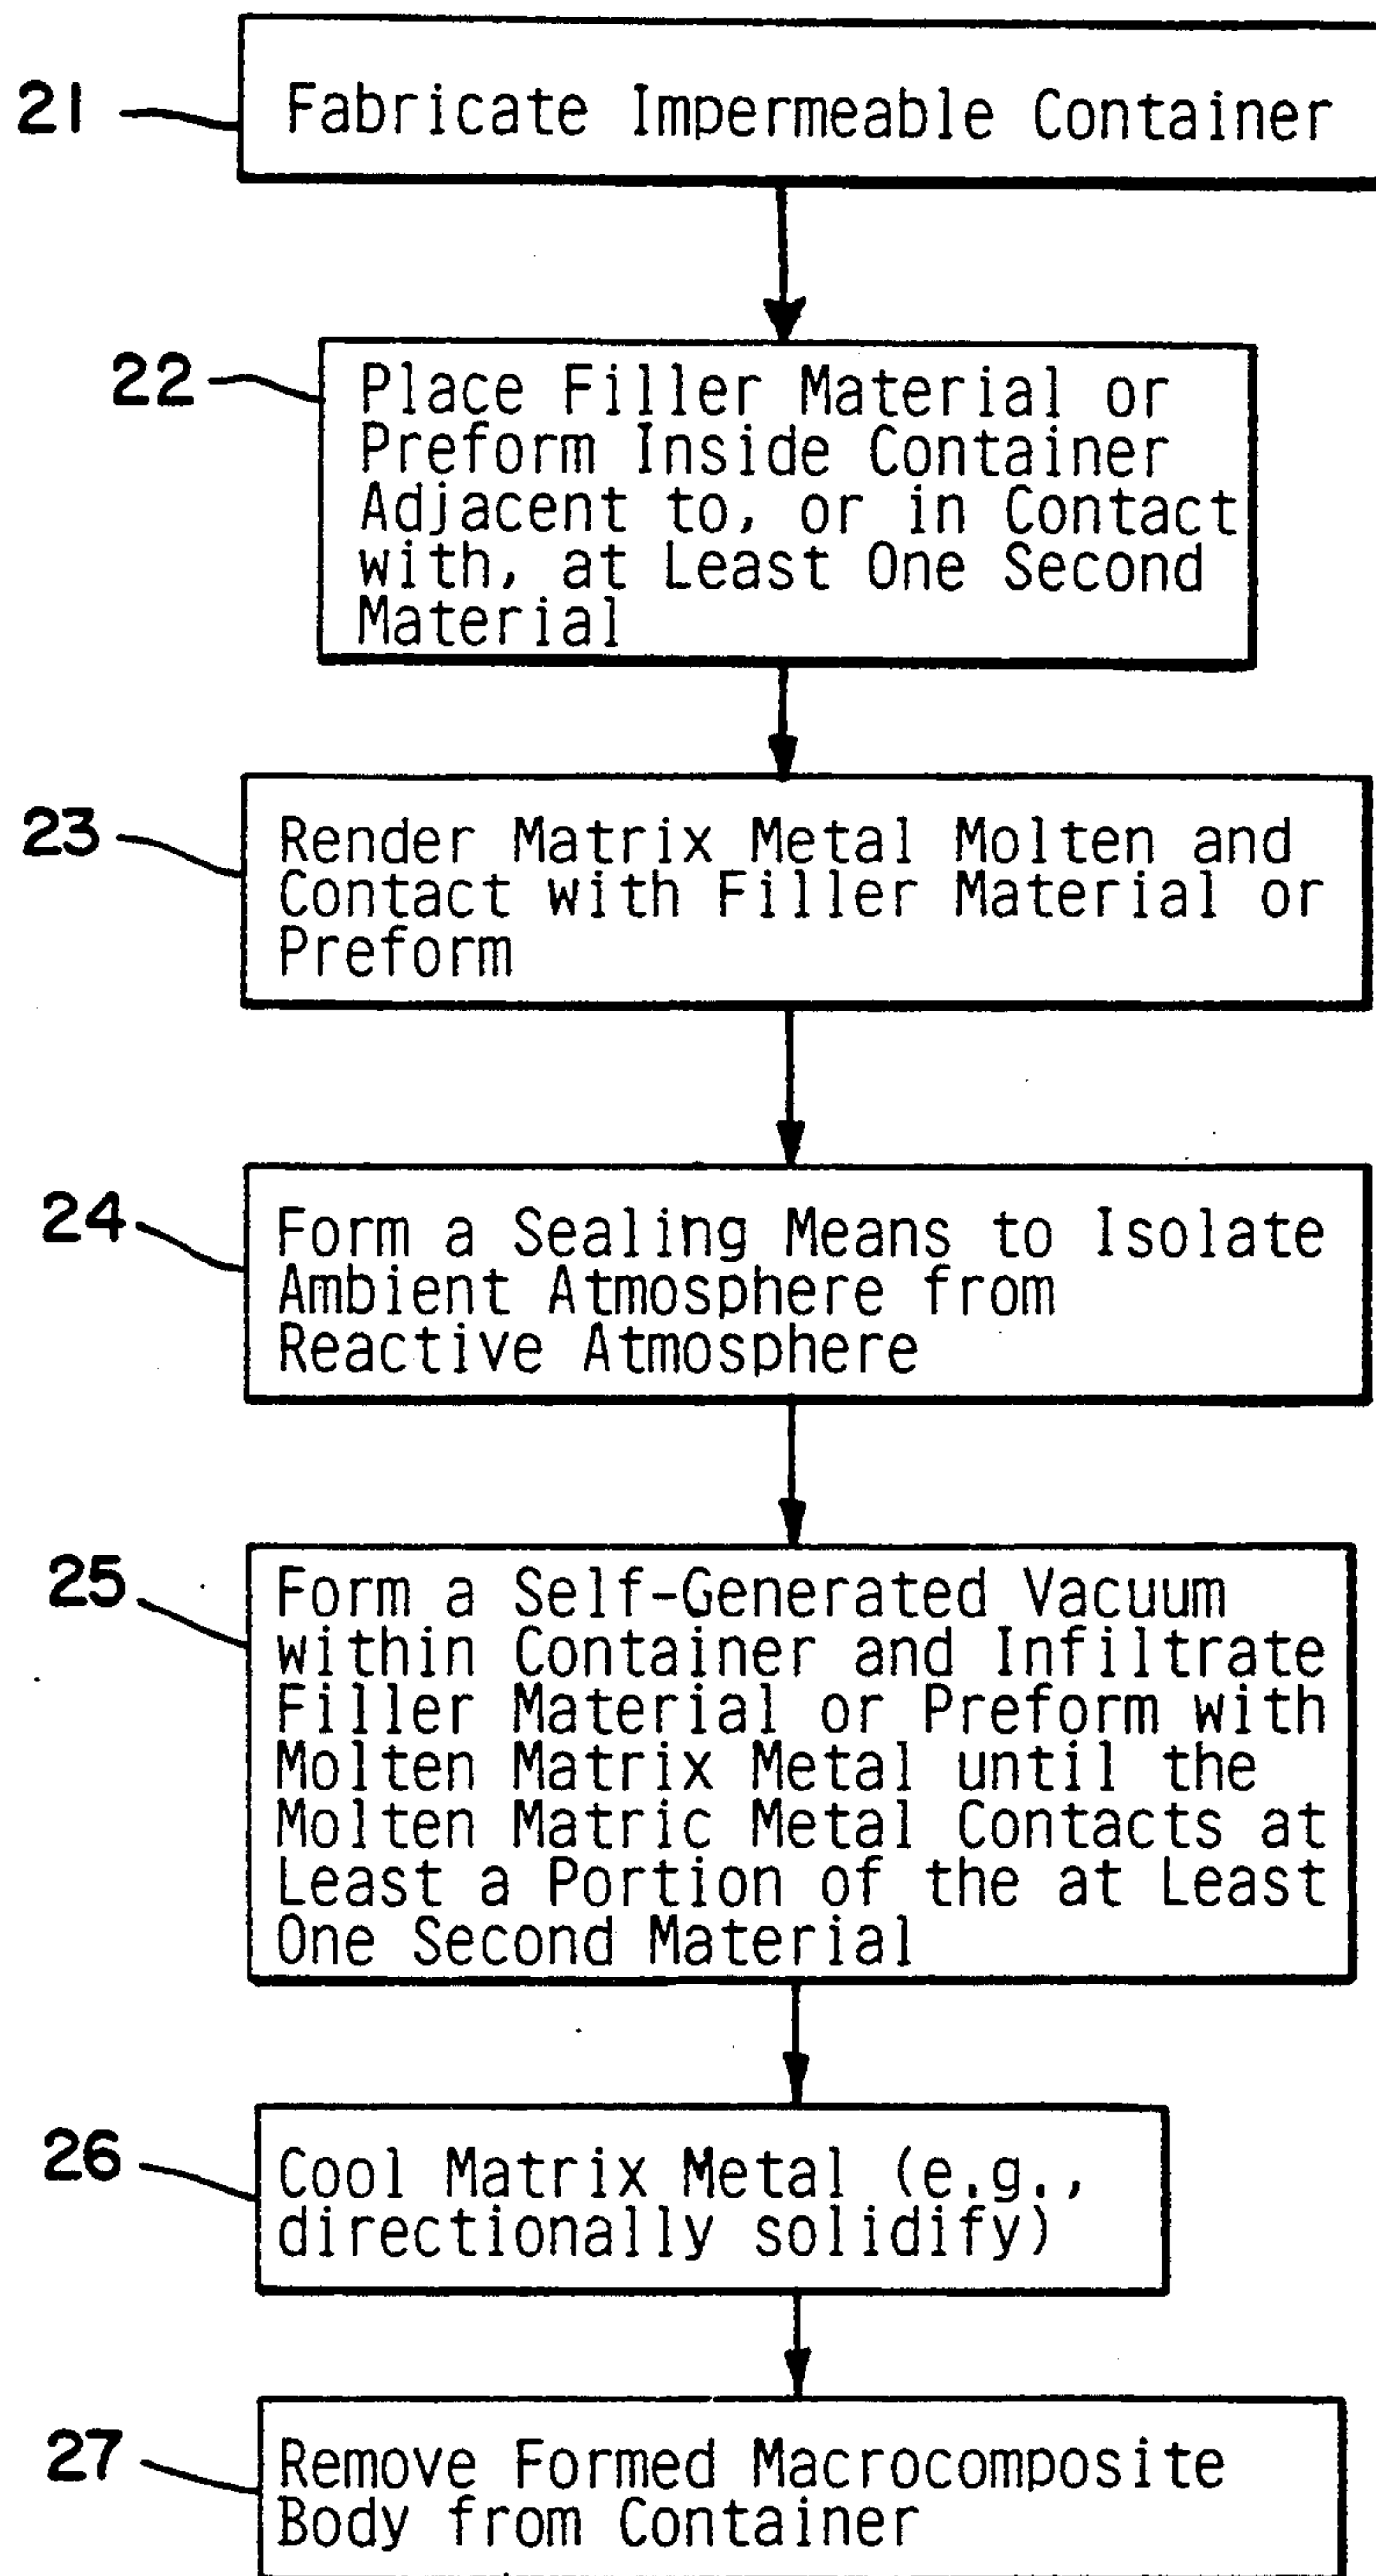 21
Fabricate Impermeable Container
22
Place Filler Material or
Preform Inside Container
Adjacent to, or in Contact
with, at Least One Second
Material
23
Render Matrix Metal Molten and
Contact with Filler Material or
Preform
24
Form a Sealing Means to Isolate
Ambient Atmosphere from
Reactive Atmosphere
25
Form a Self-Generated Vacuum
within Container and Infiltrate
Filler Material or Preform with
Molten Matrix Metal until the
Molten Matric Metal Contacts at
Least a Portion of the at Least
One Second Material
26
Cool Matrix Metal (e.g.,
directionally solidify)
27
Remove Formed Macrocomposite
Body from Container